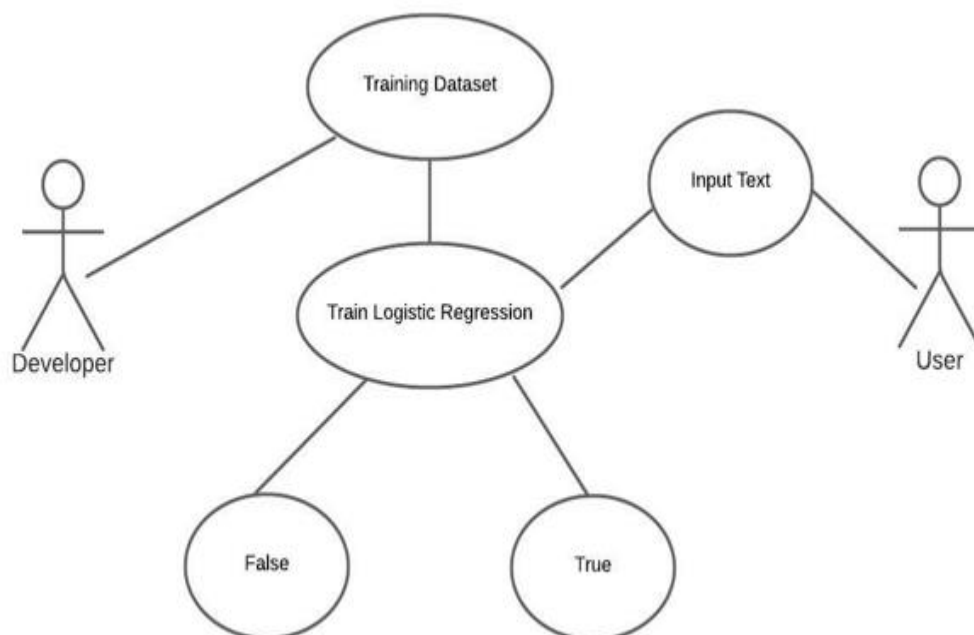 Training Dataset
Input Text
Train Logistic Regression
Developer
User
False
True